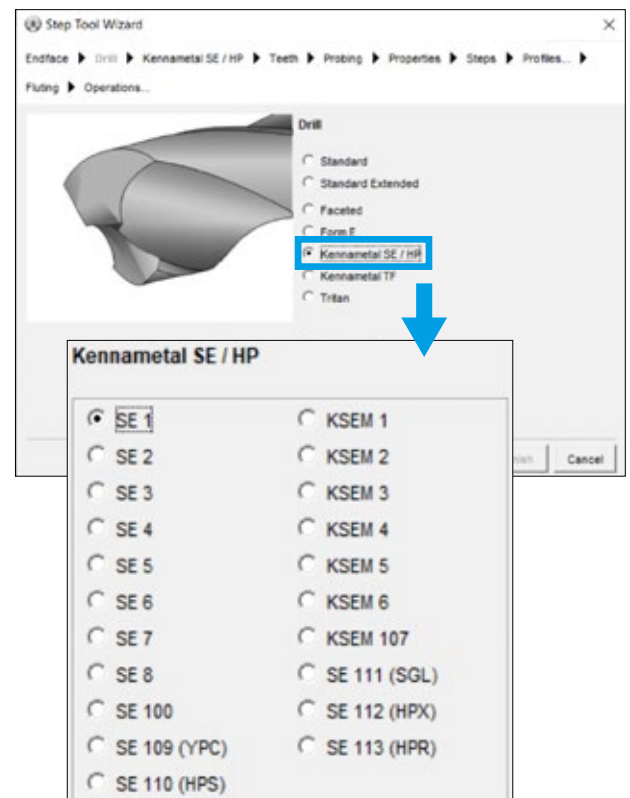 Step Tool Wizard
Endface ▶ Drill ▶ Kennametal SE / HP ▶ Teeth ▶ Probing ▶ Properties ▶ Steps ▶ Profiles... ▶
Fluting ▶ Operations...
Drill
Standard
Standard Extended
Faceted
Form E
Kennametal SE / HP
Kennametal TF
Tritan
Cancel
Kennametal SE / HP
SE 1
SE 2
SE 3
SE 4
SE 5
SE 6
SE 7
SE 8
SE 100
SE 109 (YPC)
SE 110 (HPS)
KSEM 1
KSEM 2
KSEM 3
KSEM 4
KSEM 5
KSEM 6
KSEM 107
SE 111 (SGL)
SE 112 (HPX)
SE 113 (HPR)